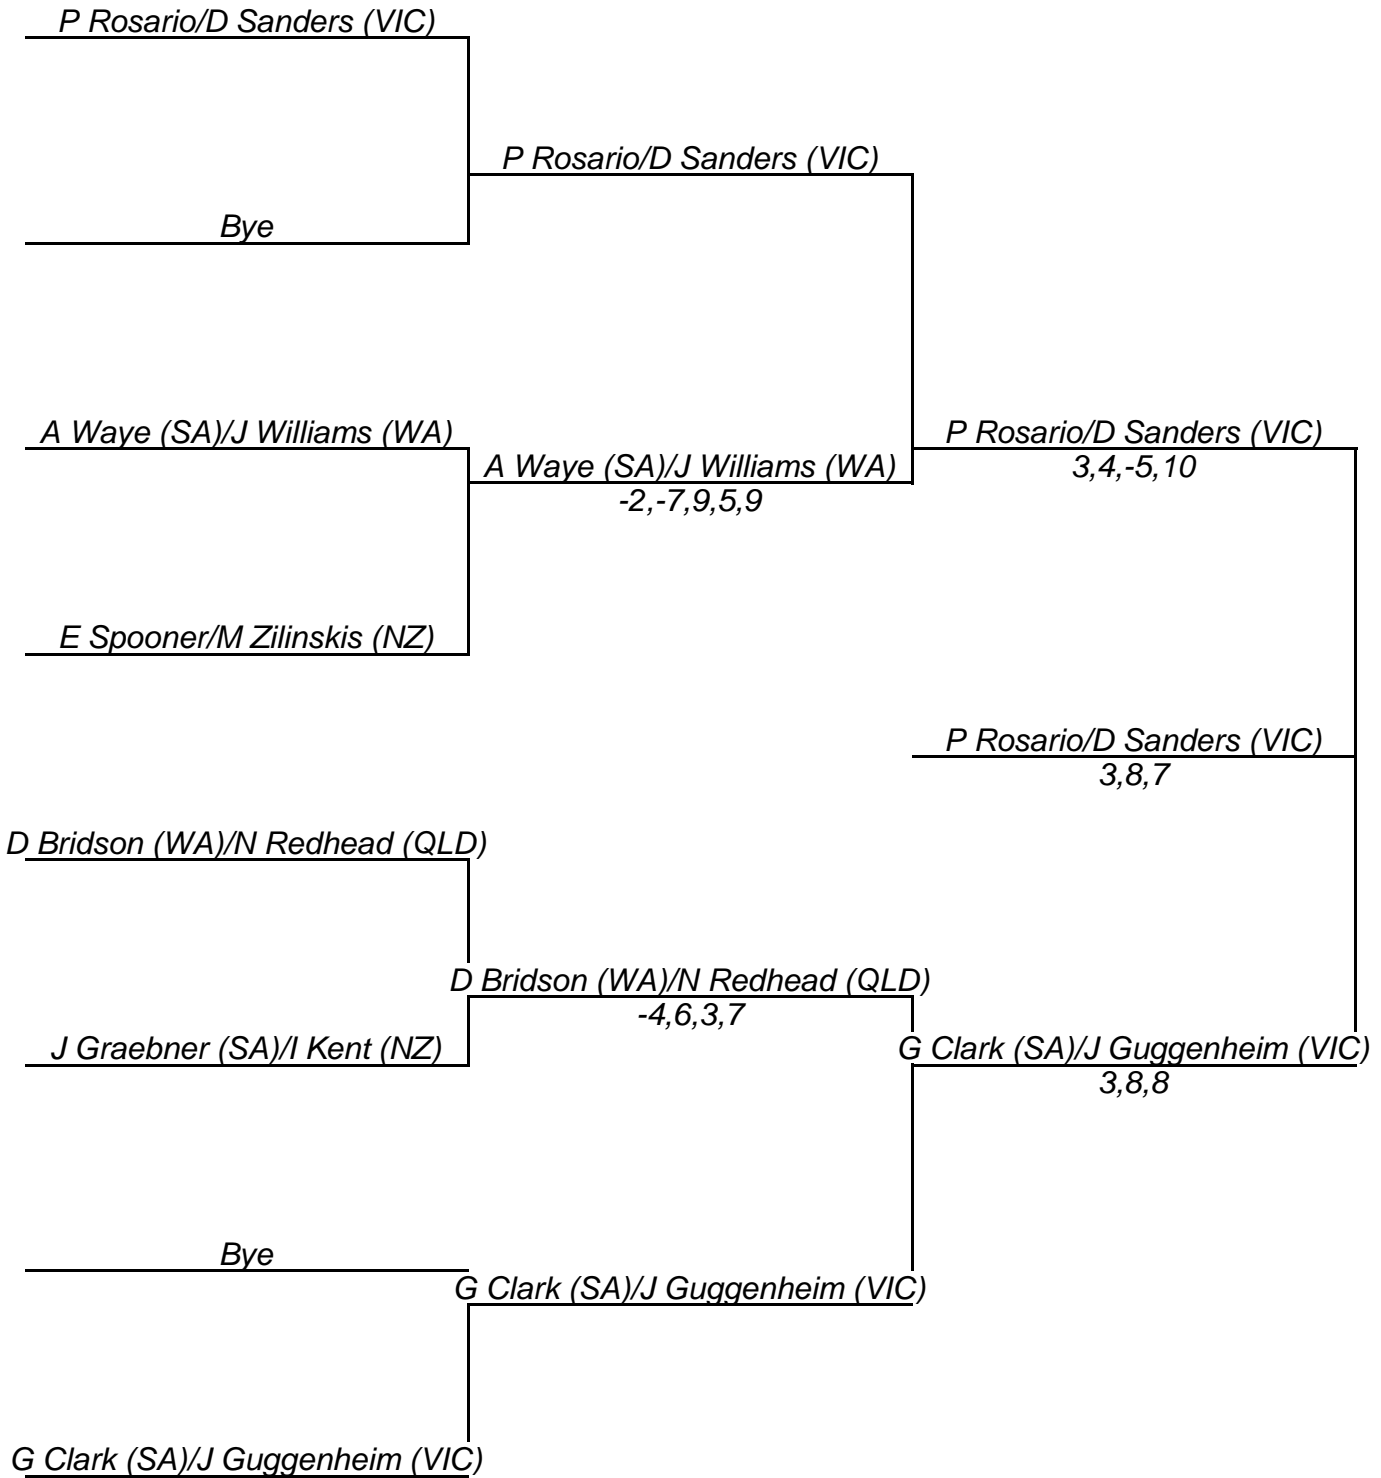 P Rosario/D Sanders (VIC)
P Rosario/D Sanders (VIC)
Bye
A Waye (SA)/J Williams (WA)
P Rosario/D Sanders (VIC)
A Waye (SA)/J Williams (WA)
3,4,-5,10
-2,-7,9,5,9
E Spooner/M Zilinskis (NZ)
P Rosario/D Sanders (VIC)
3,8,7
D Bridson (WA)/N Redhead (QLD)
D Bridson (WA)/N Redhead (QLD)
-4,6,3,7
J Graebner (SA)/I Kent (NZ)
G Clark (SA)/J Guggenheim (VIC)
3,8,8
Bye
G Clark (SA)/J Guggenheim (VIC)
G Clark (SA)/J Guggenheim (VIC)